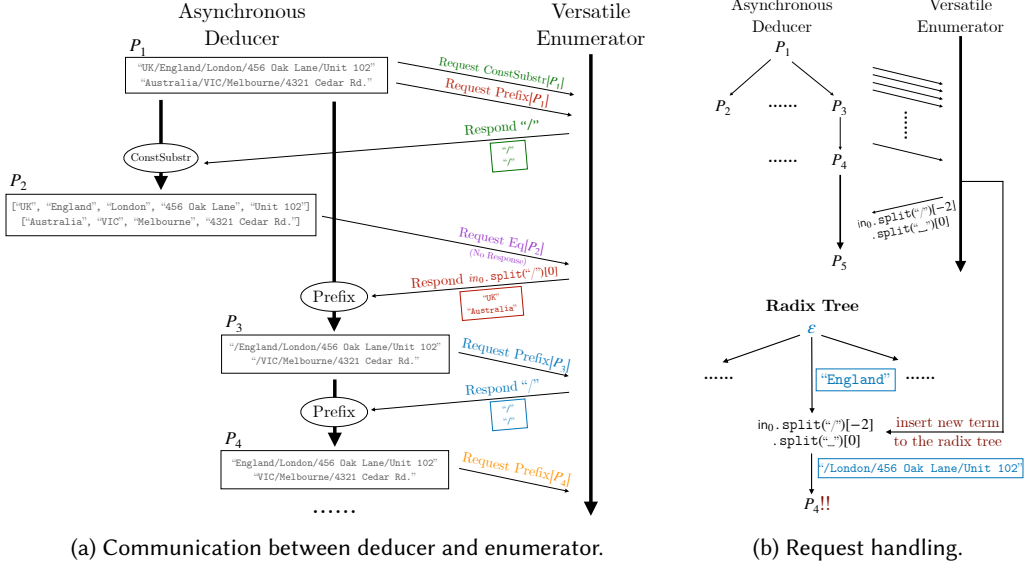 Asynchronous
Deducer
Versatile
Enumerator
P1
"UK/England/London/456 Oak Lane/Unit 102"
"Australia/VIC/Melbourne/4321 Cedar Rd."
Request ConstSubstr[P1]
Request Prefix[P1]
Respond "/"
"/"
"/"
ConstSubstr
P2
["UK", "England", "London", "456 Oak Lane", "Unit 102"]
["Australia", "VIC", "Melbourne", "4321 Cedar Rd."]
Request Eq[P2]
(No Response)
Respond in0.split("/")[0]
"UK"
"Australia"
Prefix
P3
"/England/London/456 Oak Lane/Unit 102"
"/VIC/Melbourne/4321 Cedar Rd."
Request Prefix[P3]
Respond "/"
"/"
"/"
Prefix
P4
"England/London/456 Oak Lane/Unit 102"
"VIC/Melbourne/4321 Cedar Rd."
Request Prefix[P4]
......
(a) Communication between deducer and enumerator.
Asynchronous
Deducer
Versatile
Enumerator
P1
P2
......
P3
......
......
P4
in0.split("/")[−2]
.split("_")[0]
P5
Radix Tree
ε
......
"England"
......
in0.split("/")[−2]
.split("_")[0]
insert new term
to the radix tree
"/London/456 Oak Lane/Unit 102"
P4!!
(b) Request handling.